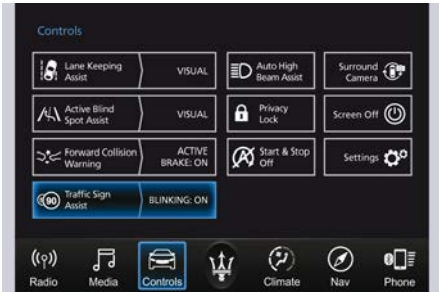 Controls
Lane Keeping
Assist
VISUAL
Auto High
Beam Assist
Surround
Camera
Active Blind
Spot Assist
VISUAL
Privacy
Lock
Screen Off
Forward Collision
Warning
ACTIVE
BRAKE: ON
Start & Stop
Off
Settings
90
Traffic Sign
Assist
BLINKING: ON
Radio
Media
Controls
Climate
Nav
Phone